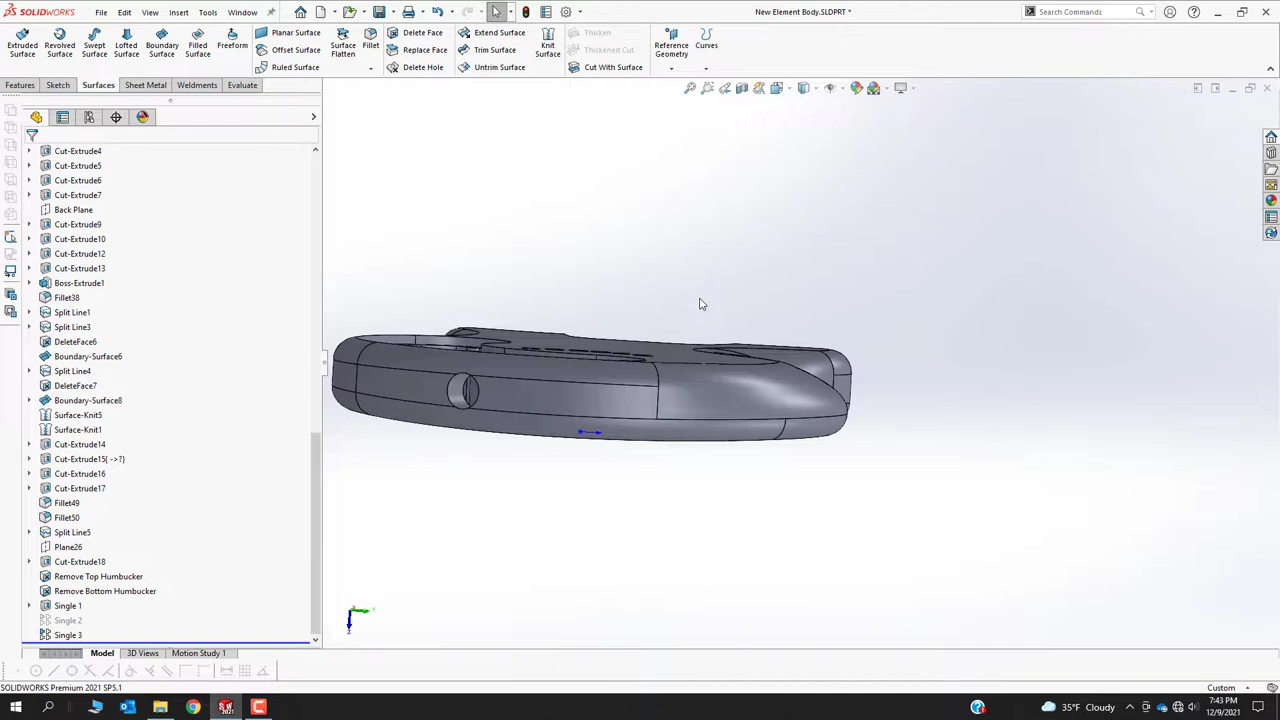 SOLIDWORKS File Edit View Insert Tools Window New Element Body.SLDPRT * Search Commands
Extruded Surface Revolved Surface Swept Surface Lofted Surface Boundary Surface Filled Surface Freeform Planar Surface Offset Surface Ruled Surface Surface Flatten Fillet Delete Face Replace Face Delete Hole Extend Surface Trim Surface Untrim Surface Knit Surface Thicken Thickened Cut Cut With Surface Reference Geometry Curves
Features Sketch Surfaces Sheet Metal Weldments Evaluate
Cut-Extrude4
Cut-Extrude5
Cut-Extrude6
Cut-Extrude7
Back Plane
Cut-Extrude9
Cut-Extrude10
Cut-Extrude12
Cut-Extrude13
Boss-Extrude1
Fillet38
Split Line1
Split Line3
DeleteFace6
Boundary-Surface6
Split Line4
DeleteFace7
Boundary-Surface8
Surface-Knit5
Surface-Knit1
Cut-Extrude14
Cut-Extrude15{ ->?}
Cut-Extrude16
Cut-Extrude17
Fillet49
Fillet50
Split Line5
Plane26
Cut-Extrude18
Remove Top Humbucker
Remove Bottom Humbucker
Single 1
Single 2
Single 3
Model 3D Views Motion Study 1
SOLIDWORKS Premium 2021 SP5.1 Custom
35°F Cloudy 7:43 PM
12/9/2021